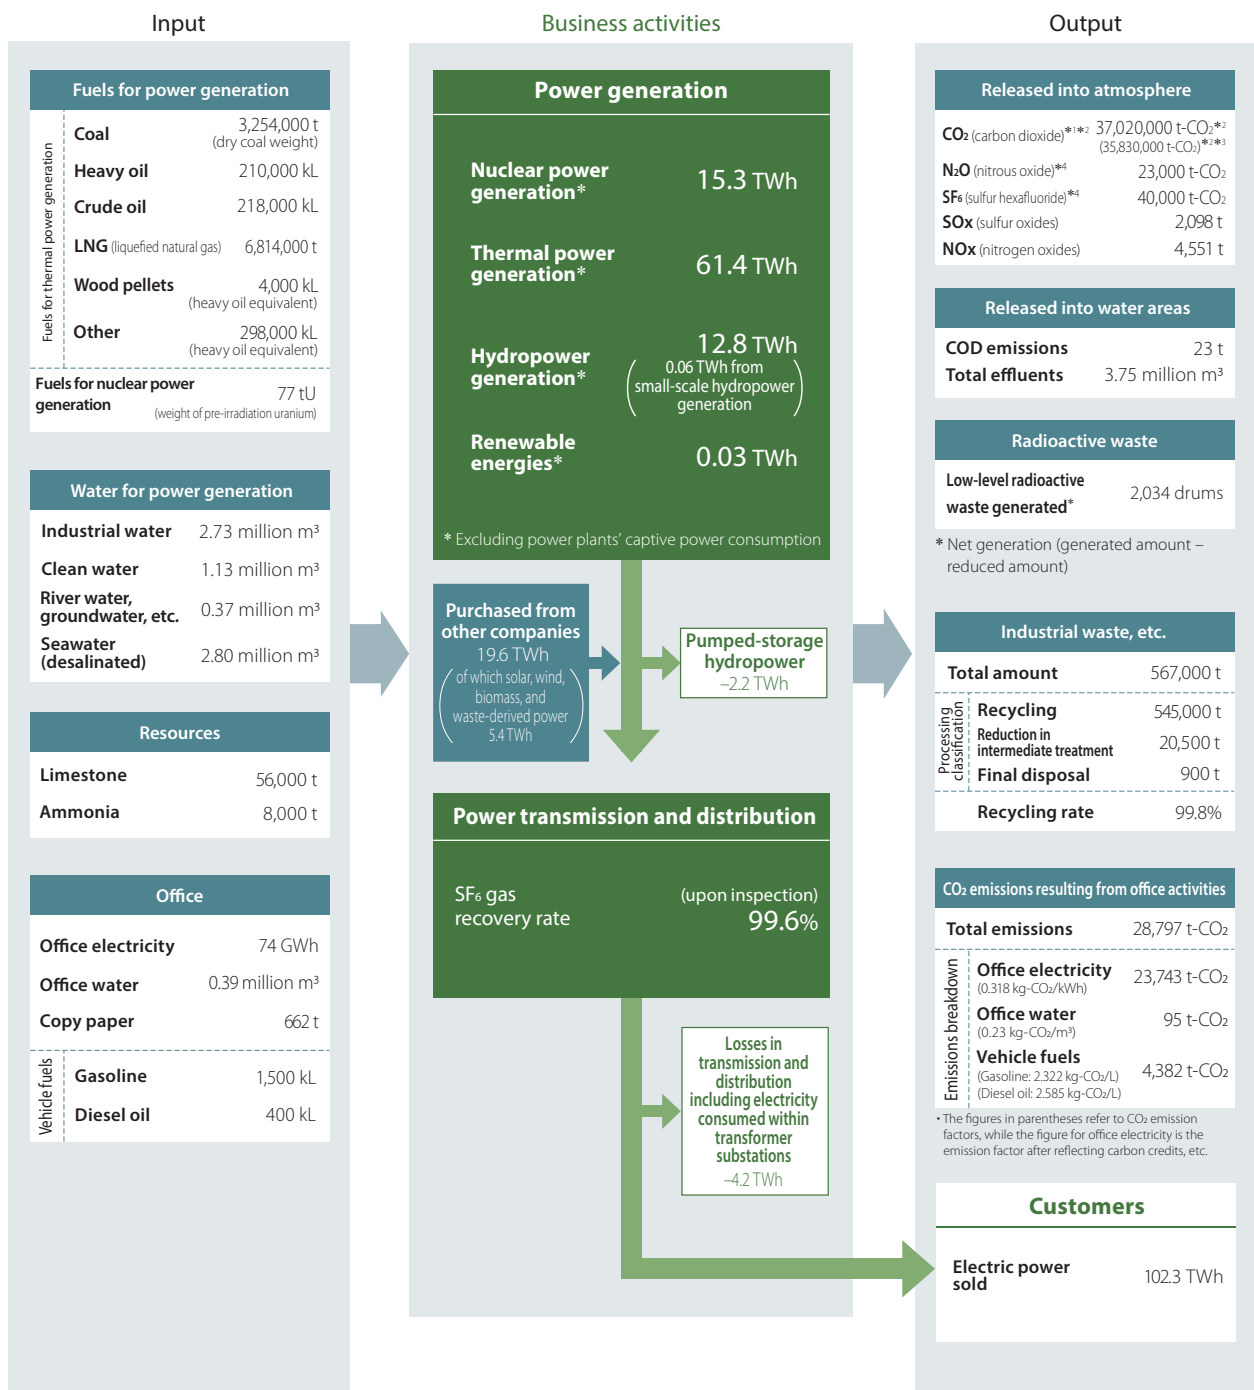 Input
Fuels for power generation
Fuels for thermal power generation
Coal 3,254,000 t
(dry coal weight)
Heavy oil 210,000 kL
Crude oil 218,000 kL
LNG (liquefied natural gas) 6,814,000 t
Wood pellets 4,000 kL
(heavy oil equivalent)
Other 298,000 kL
(heavy oil equivalent)
Fuels for nuclear power
generation 77 tU
(weight of pre-irradiation uranium)
Water for power generation
Industrial water 2.73 million m³
Clean water 1.13 million m³
River water,
groundwater, etc. 0.37 million m³
Seawater
(desalinated) 2.80 million m³
Resources
Limestone 56,000 t
Ammonia 8,000 t
Office
Office electricity 74 GWh
Office water 0.39 million m³
Copy paper 662 t
Vehicle fuels
Gasoline 1,500 kL
Diesel oil 400 kL
Business activities
Power generation
Nuclear power
generation* 15.3 TWh
Thermal power
generation* 61.4 TWh
Hydropower
generation* 12.8 TWh
(0.06 TWh from
small-scale hydropower
generation)
Renewable
energies* 0.03 TWh
* Excluding power plants' captive power consumption
Purchased from
other companies
19.6 TWh
(of which solar, wind,
biomass, and
waste-derived power
5.4 TWh)
Pumped-storage
hydropower
–2.2 TWh
Power transmission and distribution
SF₆ gas
recovery rate
(upon inspection)
99.6%
Losses in
transmission and
distribution
including electricity
consumed within
transformer
substations
–4.2 TWh
Output
Released into atmosphere
CO₂ (carbon dioxide)*1*2 37,020,000 t-CO₂*2
(35,830,000 t-CO₂)*2*3
N₂O (nitrous oxide)*4 23,000 t-CO₂
SF₆ (sulfur hexafluoride)*4 40,000 t-CO₂
SOx (sulfur oxides) 2,098 t
NOx (nitrogen oxides) 4,551 t
Released into water areas
COD emissions 23 t
Total effluents 3.75 million m³
Radioactive waste
Low-level radioactive
waste generated* 2,034 drums
* Net generation (generated amount –
reduced amount)
Industrial waste, etc.
Total amount 567,000 t
Processing
classification
Recycling 545,000 t
Reduction in
intermediate treatment 20,500 t
Final disposal 900 t
Recycling rate 99.8%
CO₂ emissions resulting from office activities
Total emissions 28,797 t-CO₂
Emissions breakdown
Office electricity 23,743 t-CO₂
(0.318 kg-CO₂/kWh)
Office water 95 t-CO₂
(0.23 kg-CO₂/m³)
Vehicle fuels 4,382 t-CO₂
(Gasoline: 2.322 kg-CO₂/L)
(Diesel oil: 2.585 kg-CO₂/L)
• The figures in parentheses refer to CO₂ emission
factors, while the figure for office electricity is the
emission factor after reflecting carbon credits, etc.
Customers
Electric power
sold 102.3 TWh